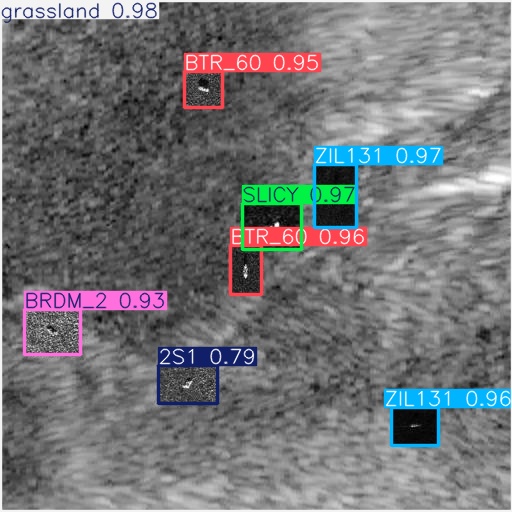 grassland 0.98
BTR_60 0.95
ZIL131 0.97
SLICY 0.97
BTR_60 0.96
BRDM_2 0.93
2S1 0.79
ZIL131 0.96